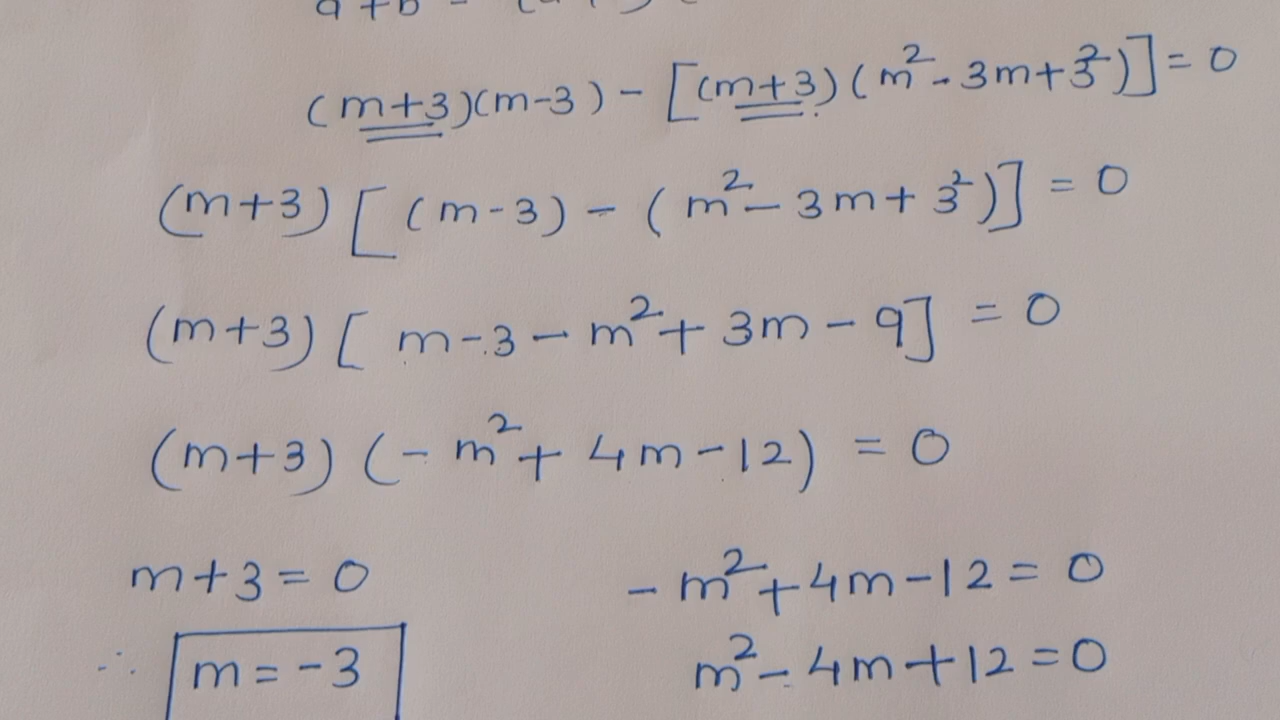 (m+3)(m-3) - [(m+3)(m²-3m+3²)] = 0
(m+3)[(m-3) - (m²-3m+3²)] = 0
(m+3)[m-3-m²+3m-9] = 0
(m+3)(-m²+4m-12) = 0
m+3=0
∴ m=-3
-m²+4m-12=0
m²-4m+12=0